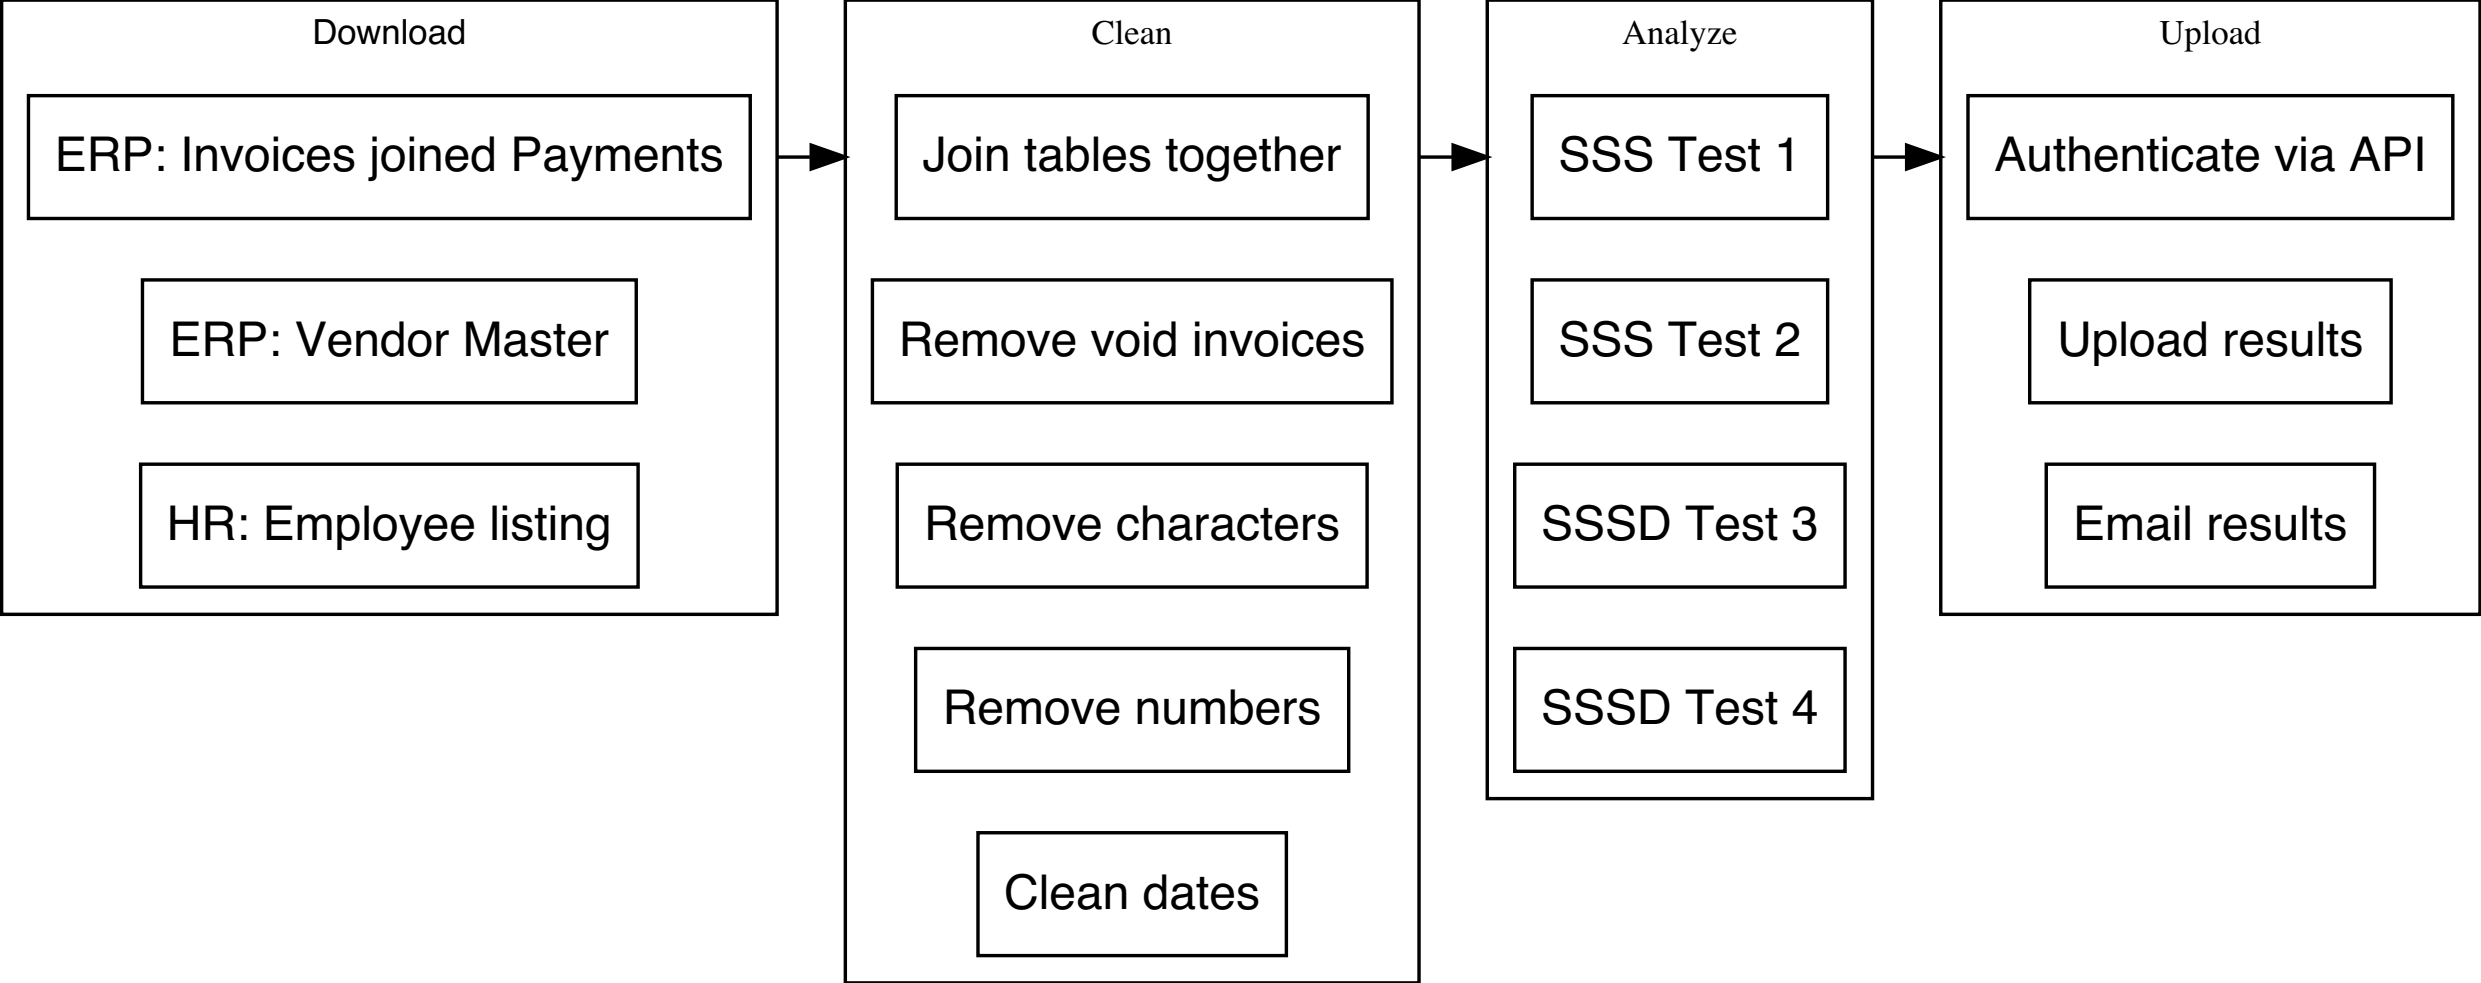 Download
ERP: Invoices joined Payments
ERP: Vendor Master
HR: Employee listing
Clean
Join tables together
Remove void invoices
Remove characters
Remove numbers
Clean dates
Analyze
SSS Test 1
SSS Test 2
SSSD Test 3
SSSD Test 4
Upload
Authenticate via API
Upload results
Email results